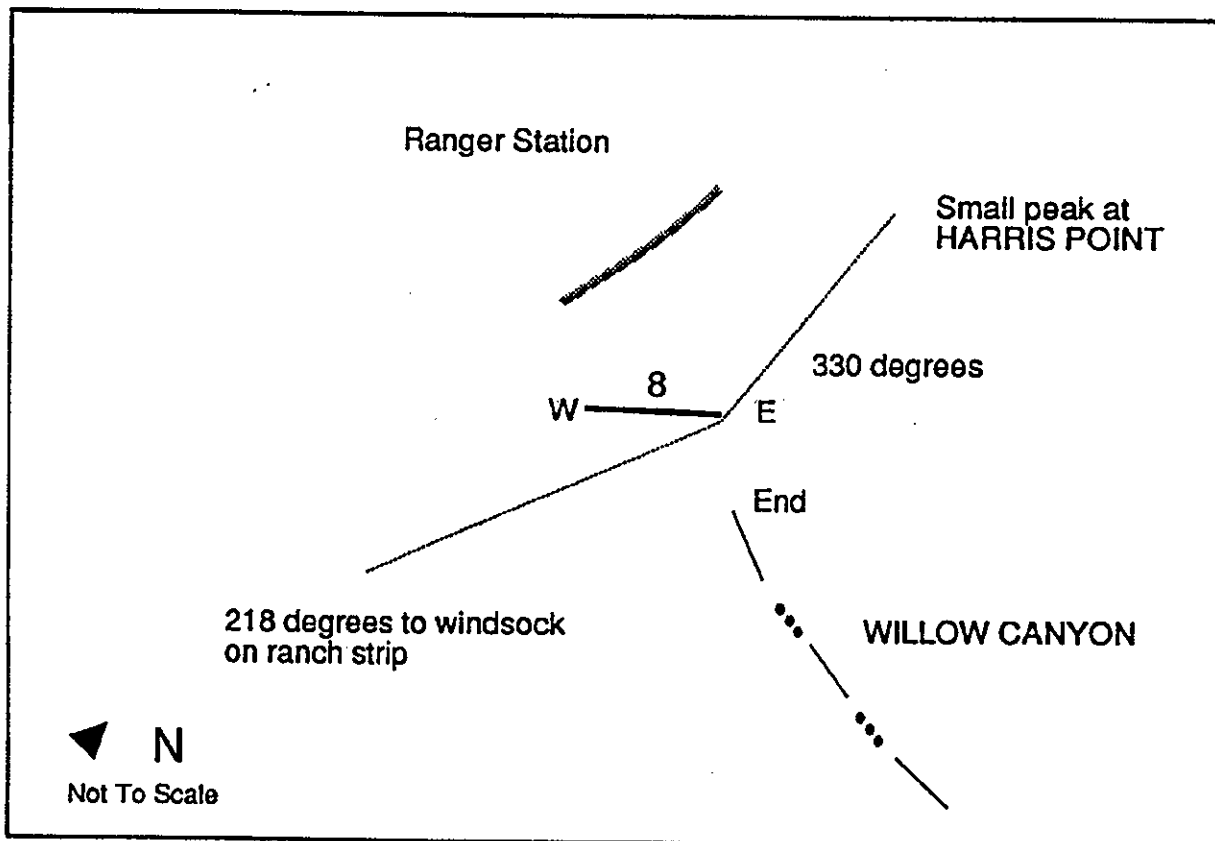 Ranger Station
Small peak at
HARRIS POINT
330 degrees
8
W
E
End
218 degrees to windsock
on ranch strip
WILLOW CANYON
N
Not To Scale